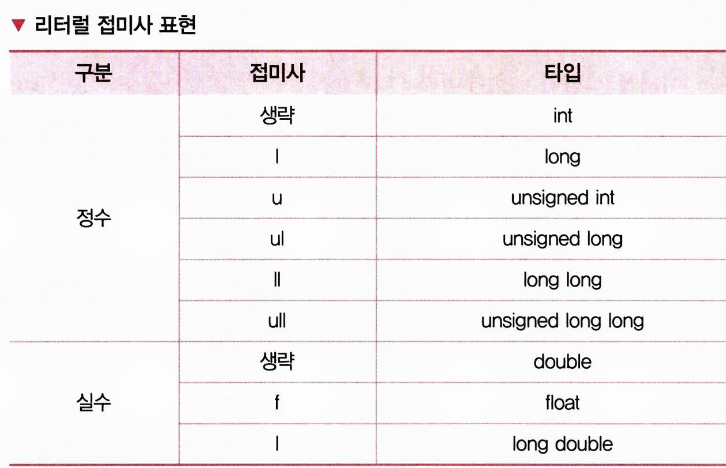 ▼ 리터럴 접미사 표현
구분 접미사 타입
정수 생략 int
l long
u unsigned int
ul unsigned long
ll long long
ull unsigned long long
실수 생략 double
f float
l long double